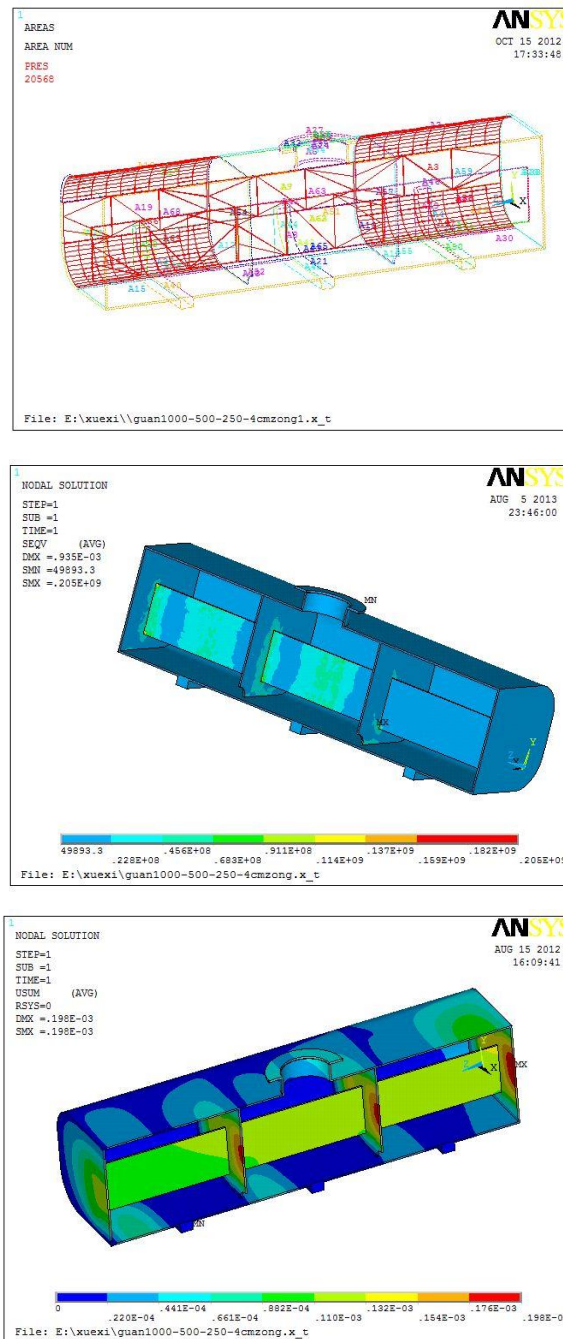 1
AREAS
AREA NUM
PRES
20568
ANSYS
OCT 15 2012
17:33:48
A3
A19
A68
A9
A63
A59
A30
A15
A21
X
File: E:\xuexi\\guan1000-500-250-4cmzong1.x_t
1
NODAL SOLUTION
STEP=1
SUB =1
TIME=1
SEQV (AVG)
DMX =.935E-03
SMN =49893.3
SMX =.205E+09
ANSYS
AUG 5 2013
23:46:00
MN
MX
Y
Z
49893.3 .228E+08 .456E+08 .683E+08 .911E+08 .114E+09 .137E+09 .159E+09 .182E+09 .205E+09
File: E:\xuexi\guan1000-500-250-4cmzong.x_t
1
NODAL SOLUTION
STEP=1
SUB =1
TIME=1
USUM (AVG)
RSYS=0
DMX =.198E-03
SMX =.198E-03
ANSYS
AUG 15 2012
16:09:41
Y
Z
X
MX
MN
0 .220E-04 .441E-04 .661E-04 .882E-04 .110E-03 .132E-03 .154E-03 .176E-03 .198E-03
File: E:\xuexi\guan1000-500-250-4cmzong.x_t